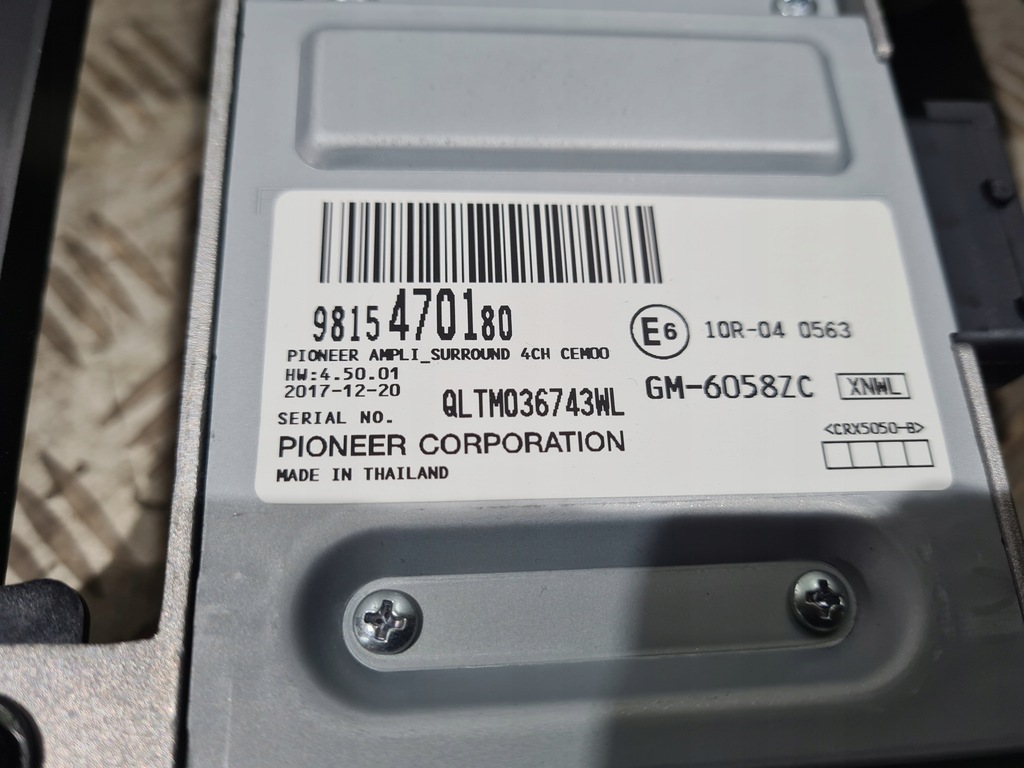 9815470180
E6
10R-04 0563
PIONEER AMPLI_SURROUND 4CH CEMOO
HW:4.50.01
2017-12-20
SERIAL NO. QLTM036743WL
GM-6058ZC
XNWL
PIONEER CORPORATION
<CRX5050-B>
MADE IN THAILAND